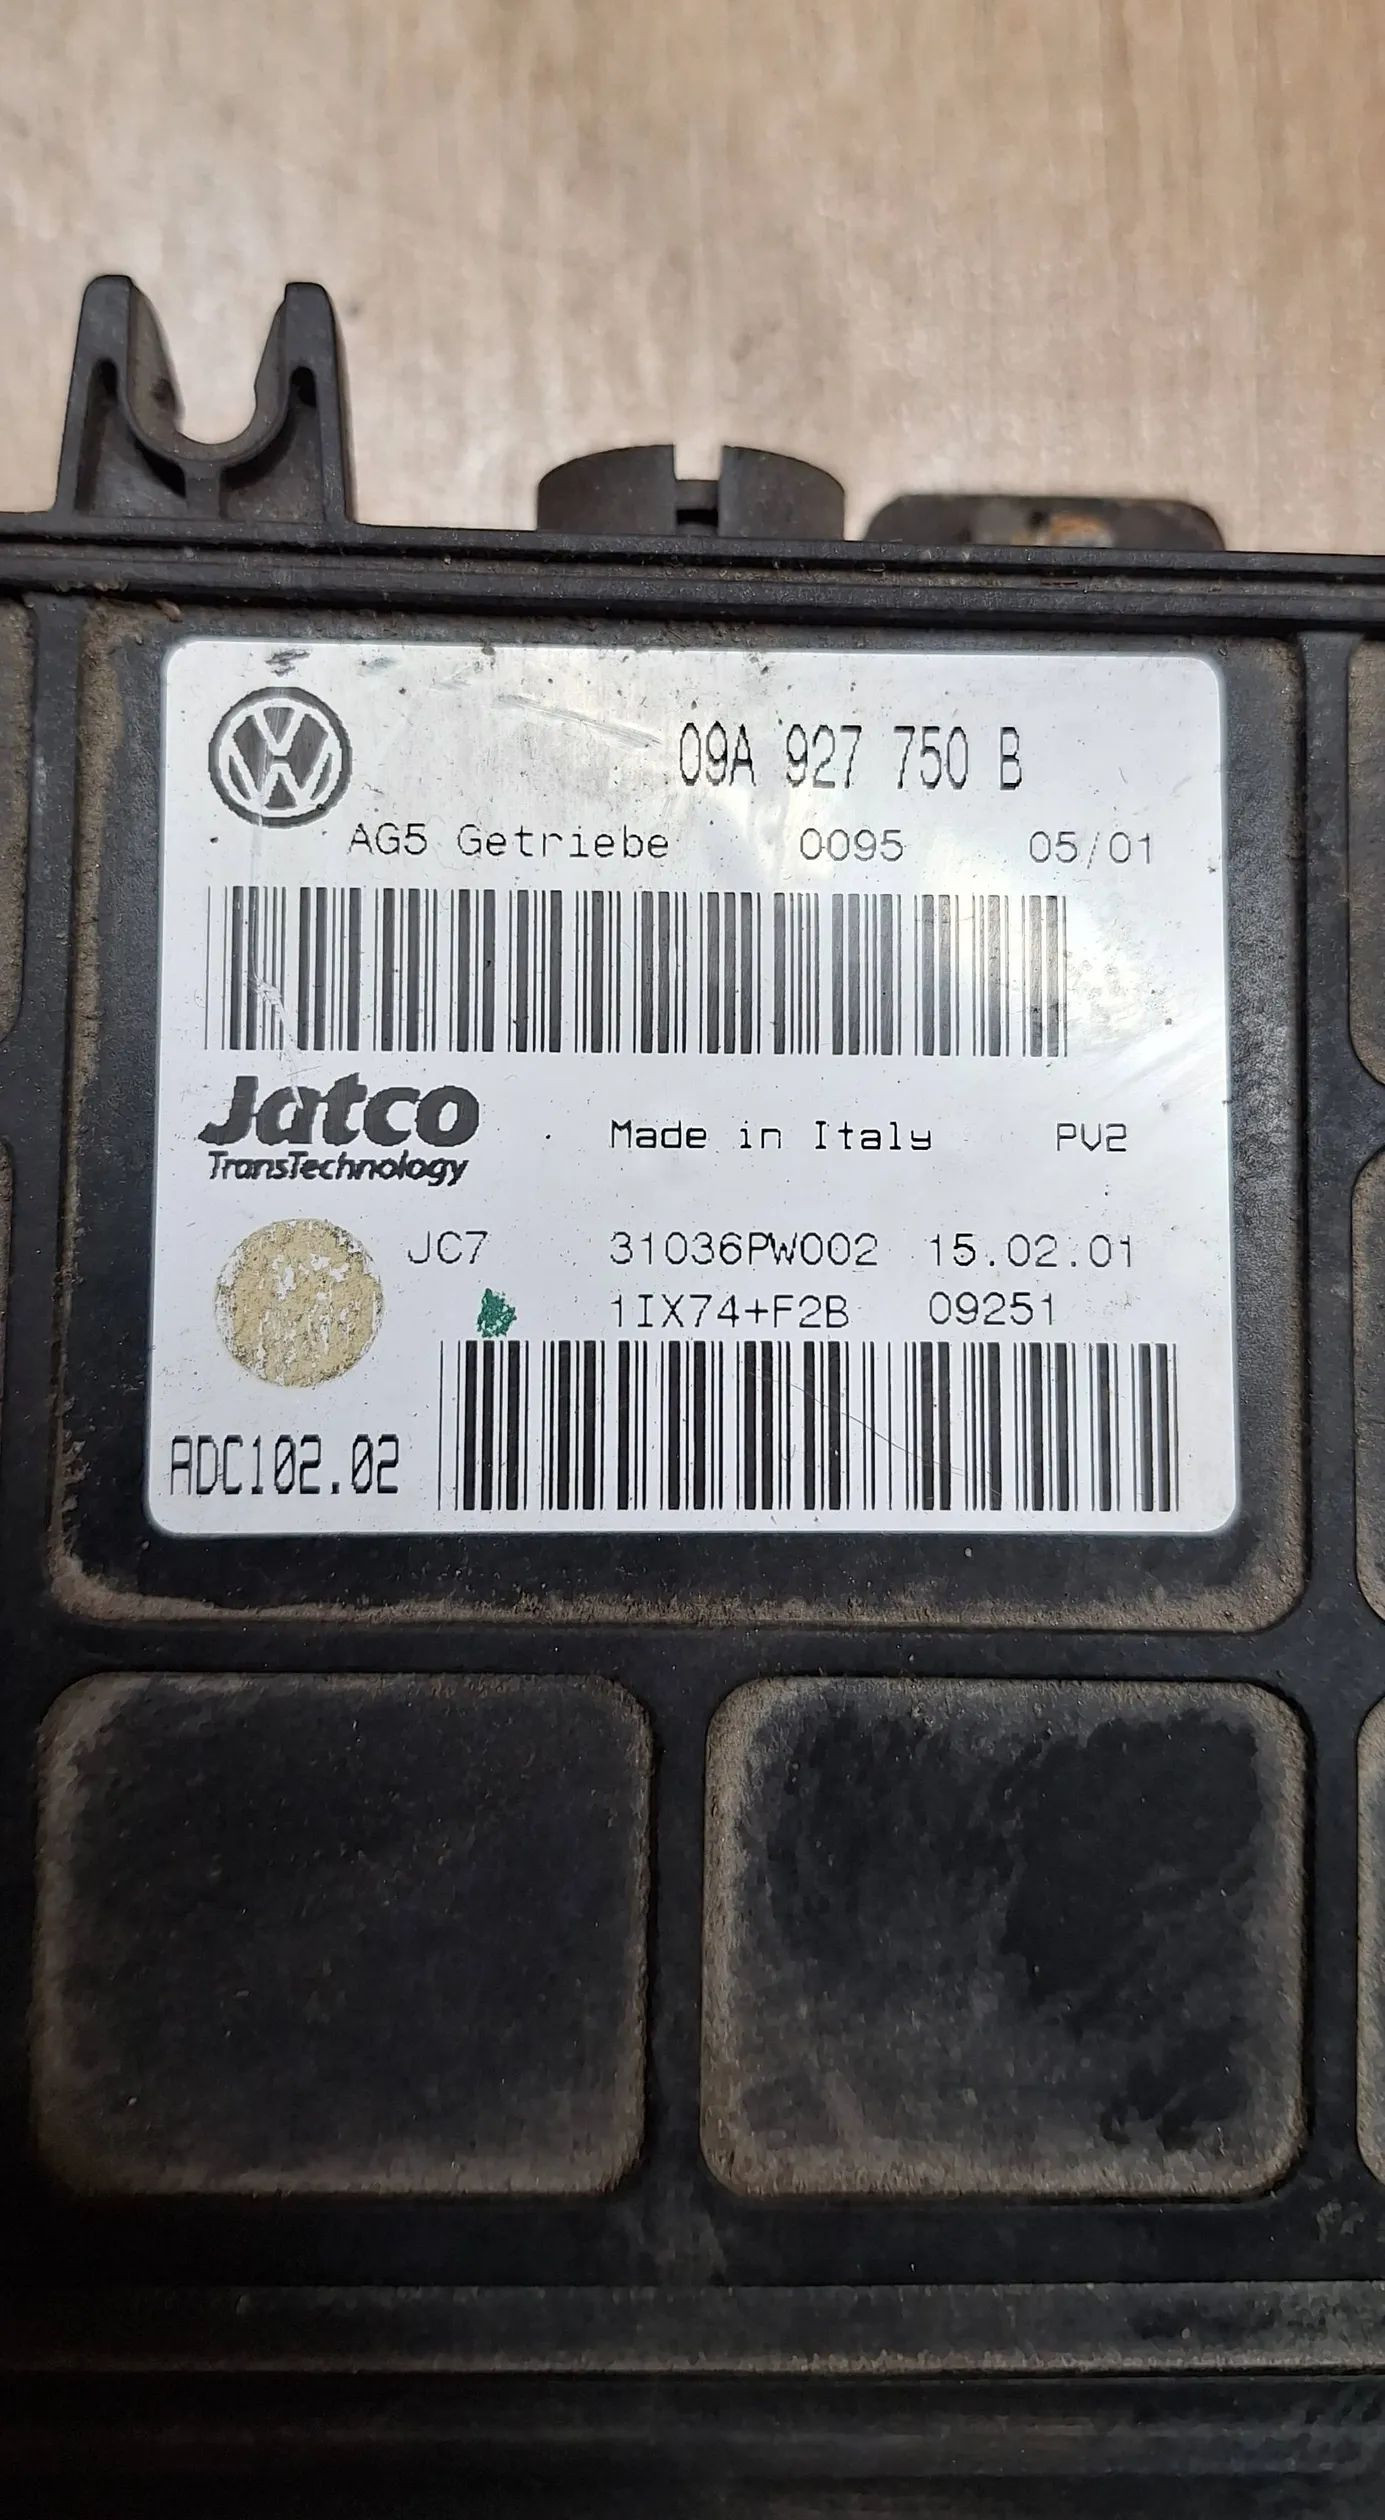 09A 927 750 B
AG5 Getriebe 0095 05/01
Jatco Made in Italy PV2
TransTechnology
JC7 31036PW002 15.02.01
1IX74+F2B 09251
ADC102.02